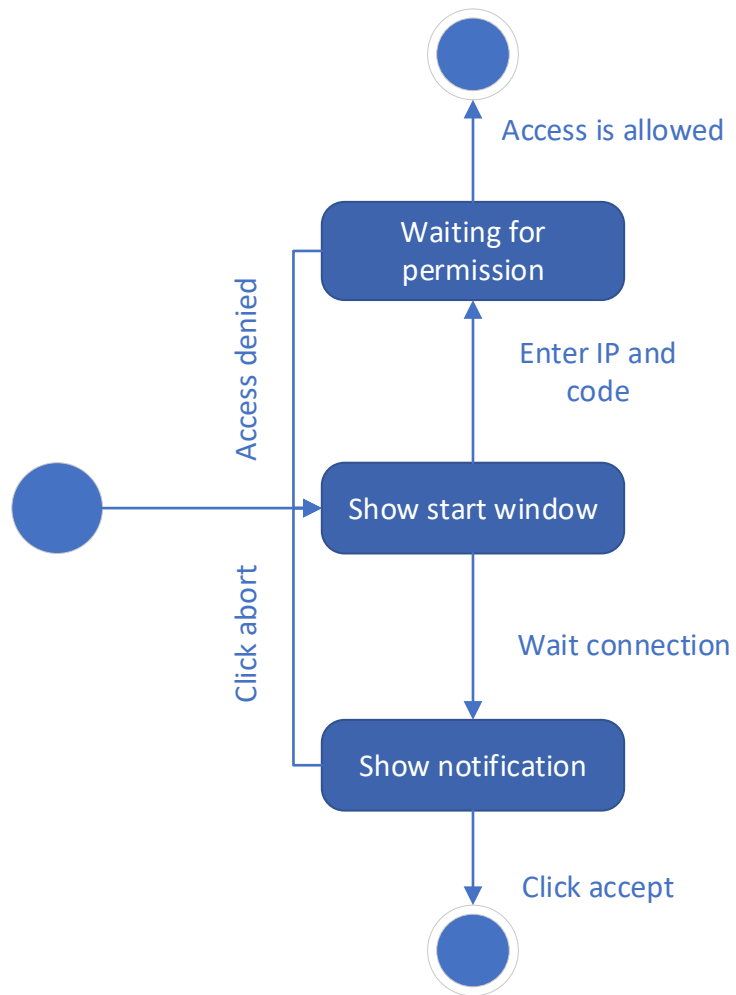 Access is allowed
Waiting for
permission
Access denied
Enter IP and
code
Show start window
Click abort
Wait connection
Show notification
Click accept